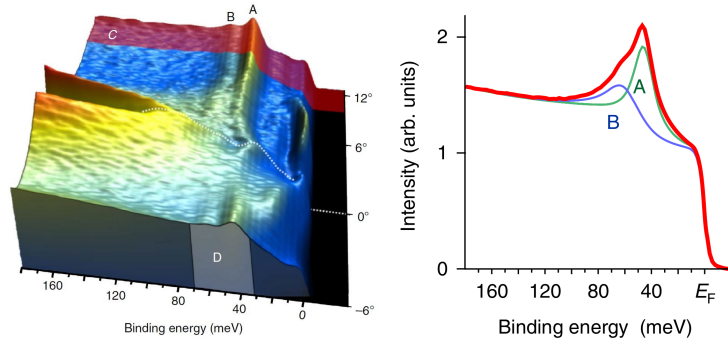 B A
C
12°
6°
0°
−6°
D
160 120 80 40 0
Binding energy (meV)
2
1
0
Intensity (arb. units)
A
B
160 120 80 40 EF
Binding energy (meV)